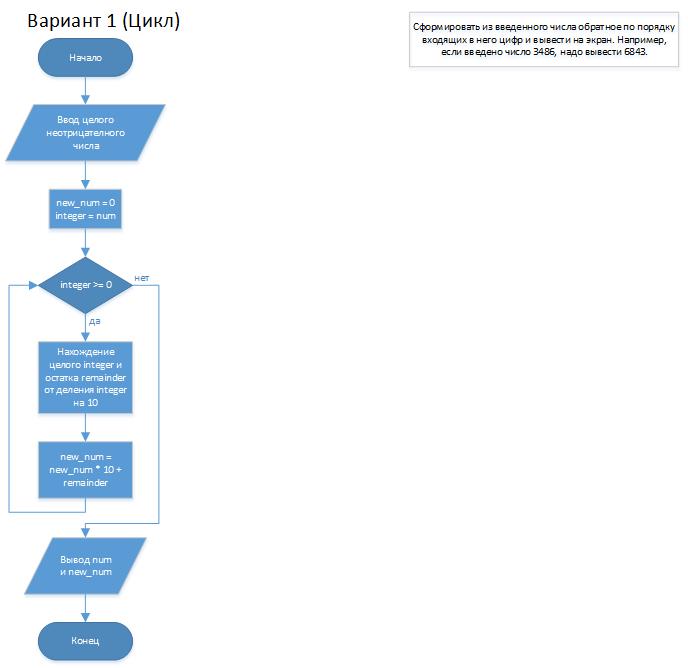 Вариант 1 (Цикл)
Сформировать из введенного числа обратное по порядку
входящих в него цифр и вывести на экран. Например,
если введено число 3486, надо вывести 6843.
Начало
Ввод целого
неотрицателного
числа
new_num = 0
integer = num
integer >= 0
нет
да
Нахождение
целого integer и
остатка remainder
от деления integer
на 10
new_num =
new_num * 10 +
remainder
Вывод num
и new_num
Конец